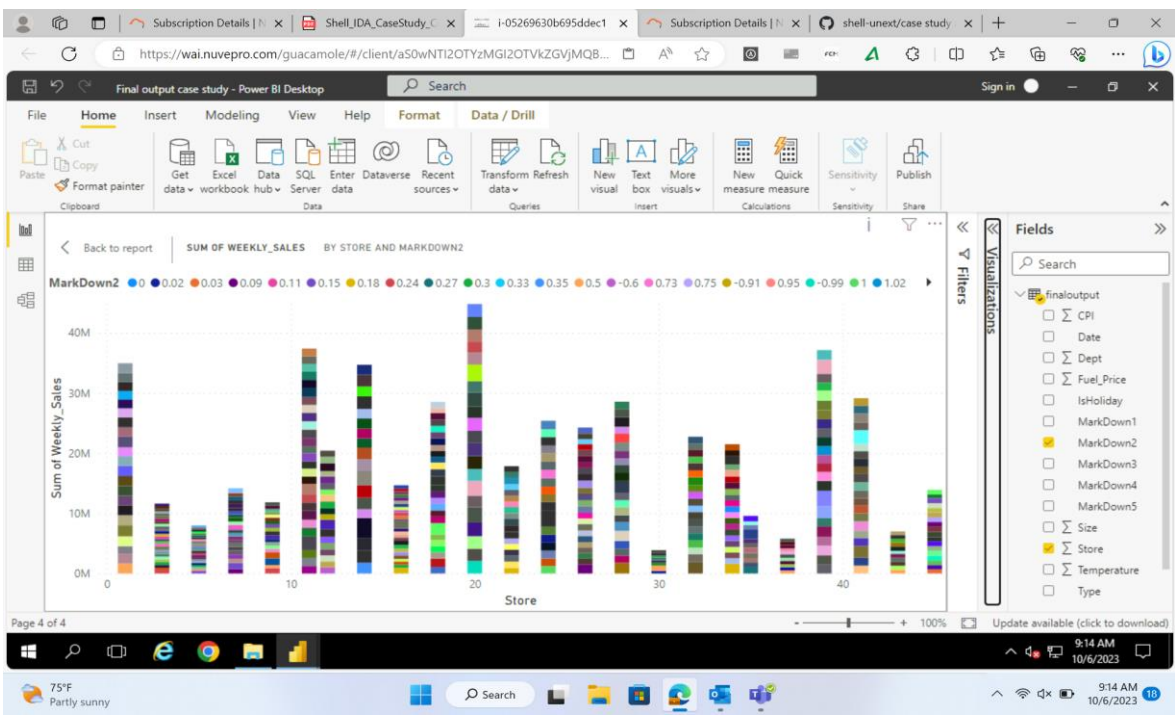 Subscription Details | N
Shell_IDA_CaseStudy_C
i-05269630b695ddec1
Subscription Details | N
shell-unext/case study
https://wai.nuvepro.com/guacamole/#/client/aS0wNTI2OTYzMGI2OTVkZGVjMQB...
Final output case study - Power BI Desktop
Search
Sign in
File Home Insert Modeling View Help Format Data / Drill
Paste
Cut
Copy
Format painter
Clipboard
Get data
Excel workbook
Data hub
SQL Server
Enter data
Dataverse
Recent sources
Data
Transform data
Refresh
Queries
New visual
Text box
More visuals
Insert
New measure
Quick measure
Calculations
Sensitivity
Sensitivity
Publish
Share
Back to report
SUM OF WEEKLY_SALES BY STORE AND MARKDOWN2
MarkDown2 0 0.02 0.03 0.09 0.11 0.15 0.18 0.24 0.27 0.3 0.33 0.35 0.5 -0.6 0.73 0.75 -0.91 0.95 -0.99 1 1.02
Sum of Weekly_Sales
40M
30M
20M
10M
0M
0 10 20 30 40
Store
Filters
Visualizations
Fields
Search
finaloutput
CPI
Date
Dept
Fuel_Price
IsHoliday
MarkDown1
MarkDown2
MarkDown3
MarkDown4
MarkDown5
Size
Store
Temperature
Type
Page 4 of 4
100%
Update available (click to download)
9:14 AM
10/6/2023
75°F
Partly sunny
Search
9:14 AM
10/6/2023
18